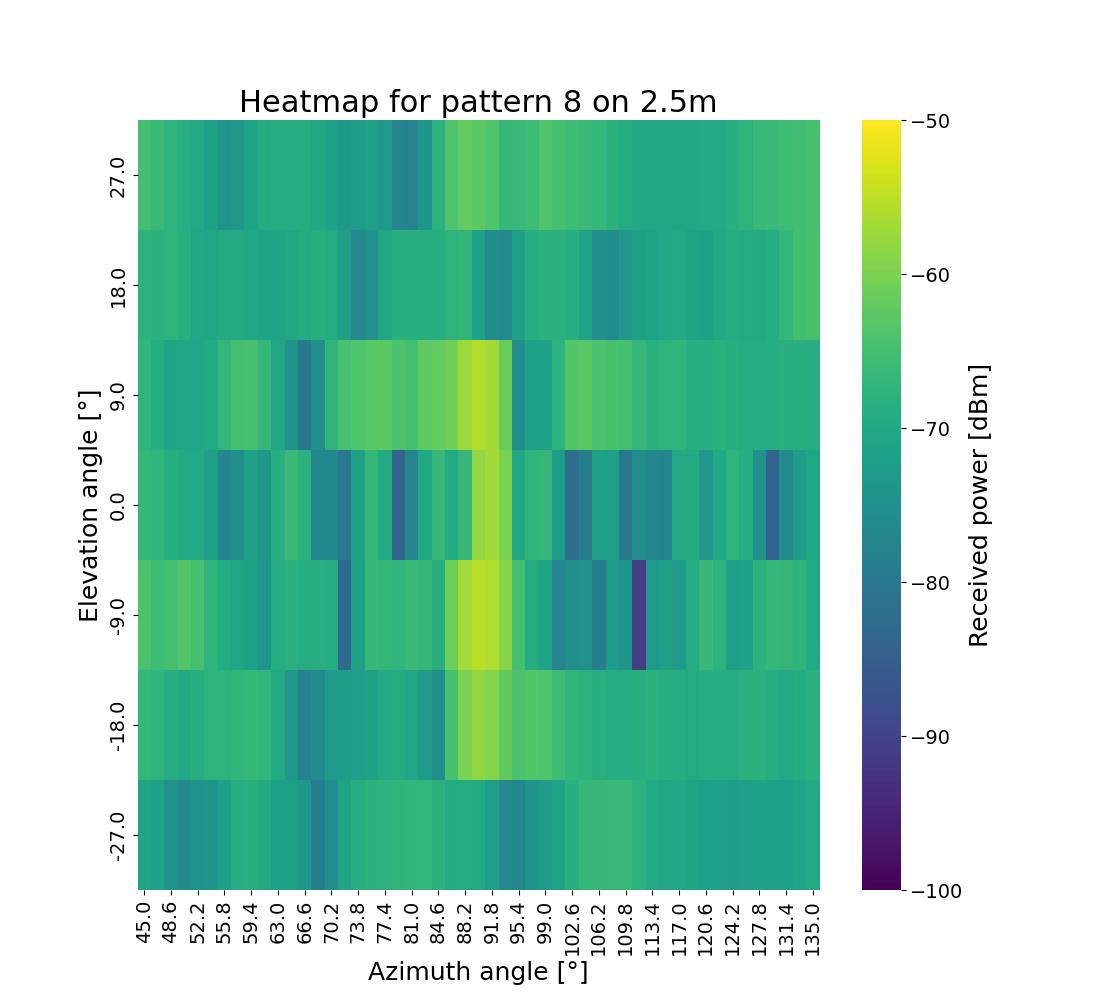 Heatmap for pattern 8 on 2.5m
Elevation angle [°]
27.0
18.0
9.0
0.0
-9.0
-18.0
-27.0
45.0 48.6 52.2 55.8 59.4 63.0 66.6 70.2 73.8 77.4 81.0 84.6 88.2 91.8 95.4 99.0 102.6 106.2 109.8 113.4 117.0 120.6 124.2 127.8 131.4 135.0
Azimuth angle [°]
−50
−60
−70
−80
−90
−100
Received power [dBm]